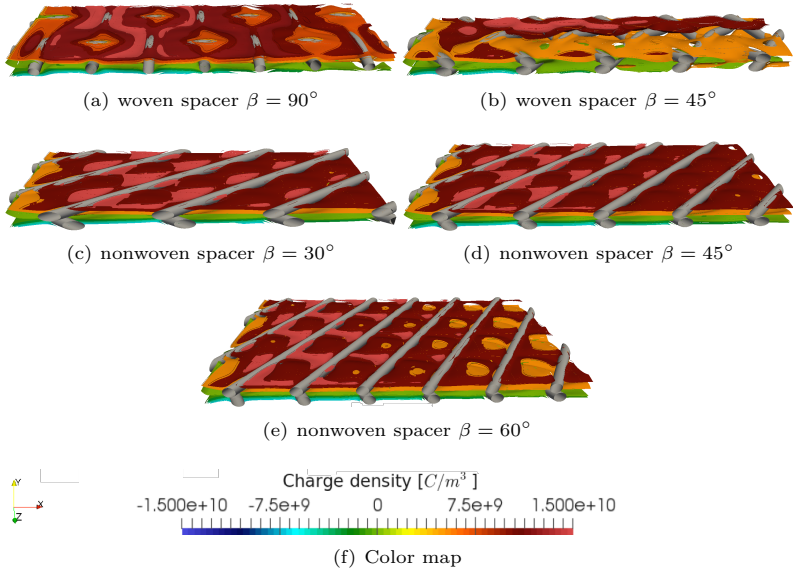 (a) woven spacer β = 90°
(b) woven spacer β = 45°
(c) nonwoven spacer β = 30°
(d) nonwoven spacer β = 45°
(e) nonwoven spacer β = 60°
Y
X
Z
Charge density [C/m³ ]
-1.500e+10 -7.5e+9 0 7.5e+9 1.500e+10
(f) Color map